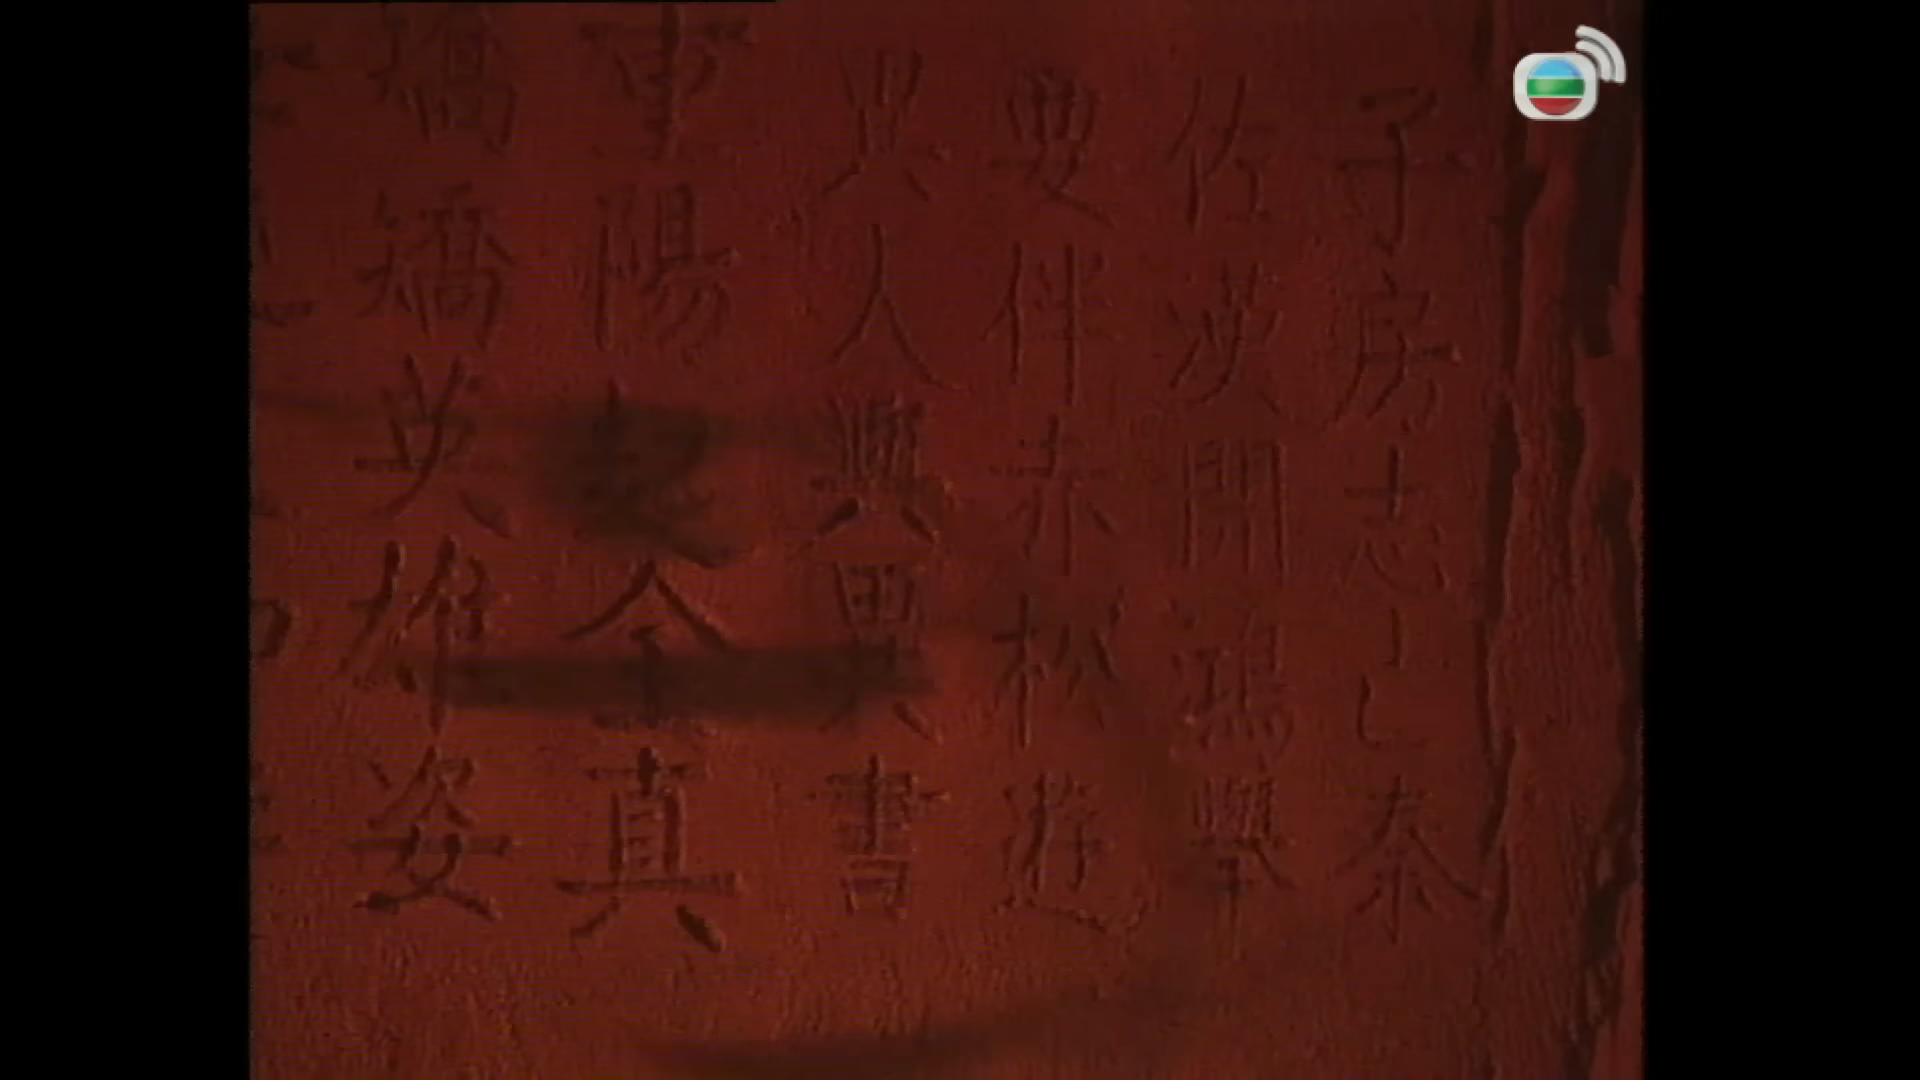 子房志亡秦
佐漢開鴻舉
要伴赤松遊
異人與異書
重陽起全真
矯矯英雄姿